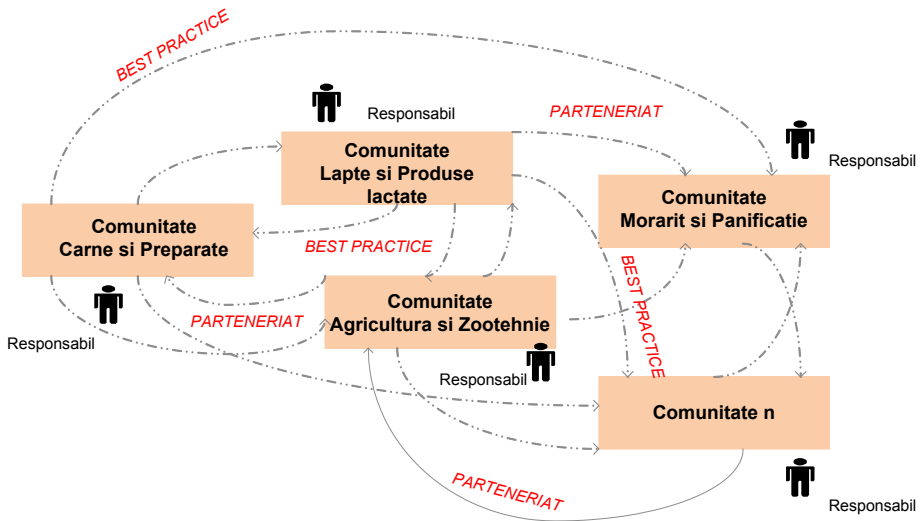 BEST PRACTICE
Responsabil
PARTENERIAT
Comunitate
Lapte si Produse
lactate
Responsabil
Comunitate
Morarit si Panificatie
Comunitate
Carne si Preparate
BEST PRACTICE
BEST PRACTICE
Comunitate
Agricultura si Zootehnie
PARTENERIAT
Responsabil
Responsabil
Comunitate n
PARTENERIAT
Responsabil